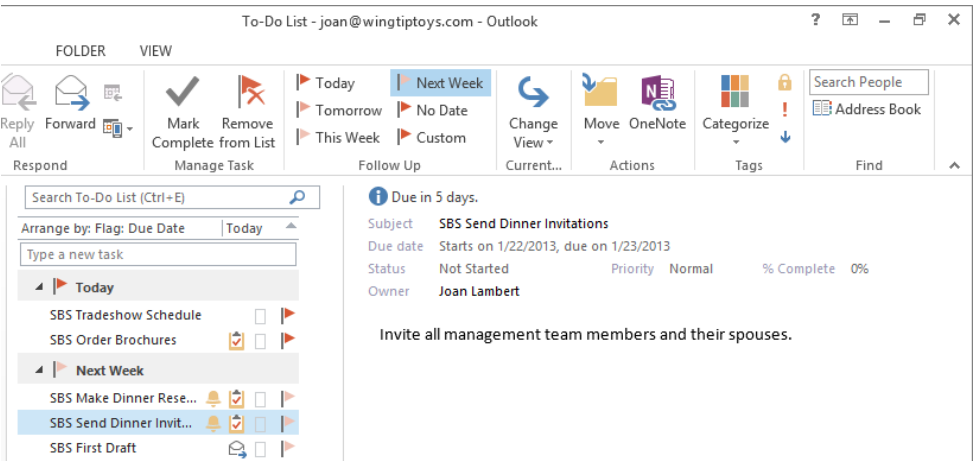 To-Do List - joan@wingtiptoys.com - Outlook
?
FOLDER VIEW
Reply All
Forward
Mark Complete
Remove from List
Today
Tomorrow
This Week
Next Week
No Date
Custom
Change View
Move
OneNote
Categorize
Search People
Address Book
Respond Manage Task Follow Up Current... Actions Tags Find
Search To-Do List (Ctrl+E)
Arrange by: Flag: Due Date Today
Type a new task
Today
SBS Tradeshow Schedule
SBS Order Brochures
Next Week
SBS Make Dinner Rese...
SBS Send Dinner Invit...
SBS First Draft
Due in 5 days.
Subject SBS Send Dinner Invitations
Due date Starts on 1/22/2013, due on 1/23/2013
Status Not Started Priority Normal % Complete 0%
Owner Joan Lambert
Invite all management team members and their spouses.